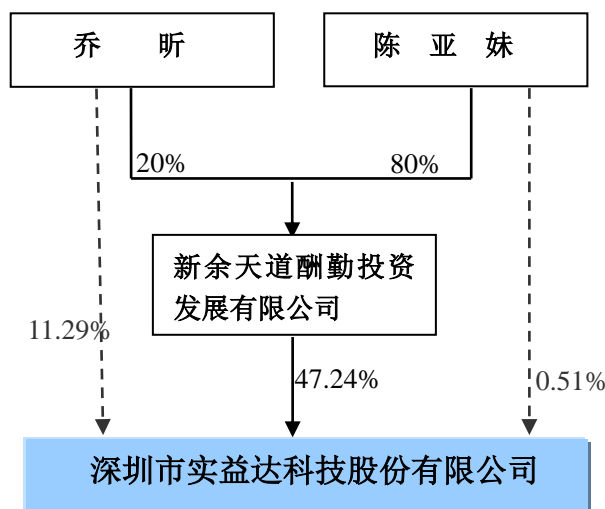 乔 昕
陈 亚 妹
20%
80%
新余天道酬勤投资
发展有限公司
11.29%
47.24%
0.51%
深圳市实益达科技股份有限公司